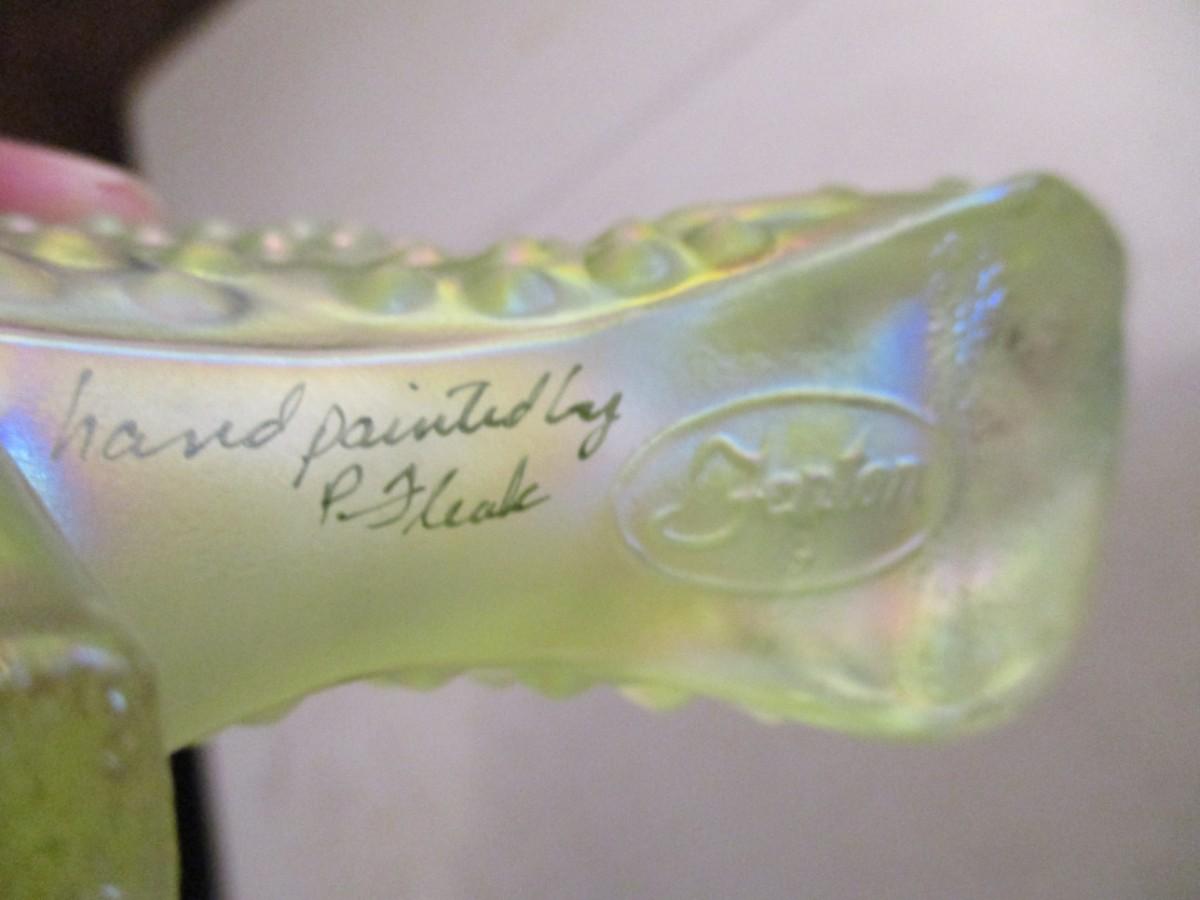 hand painted by
P. Fleak
Fenton